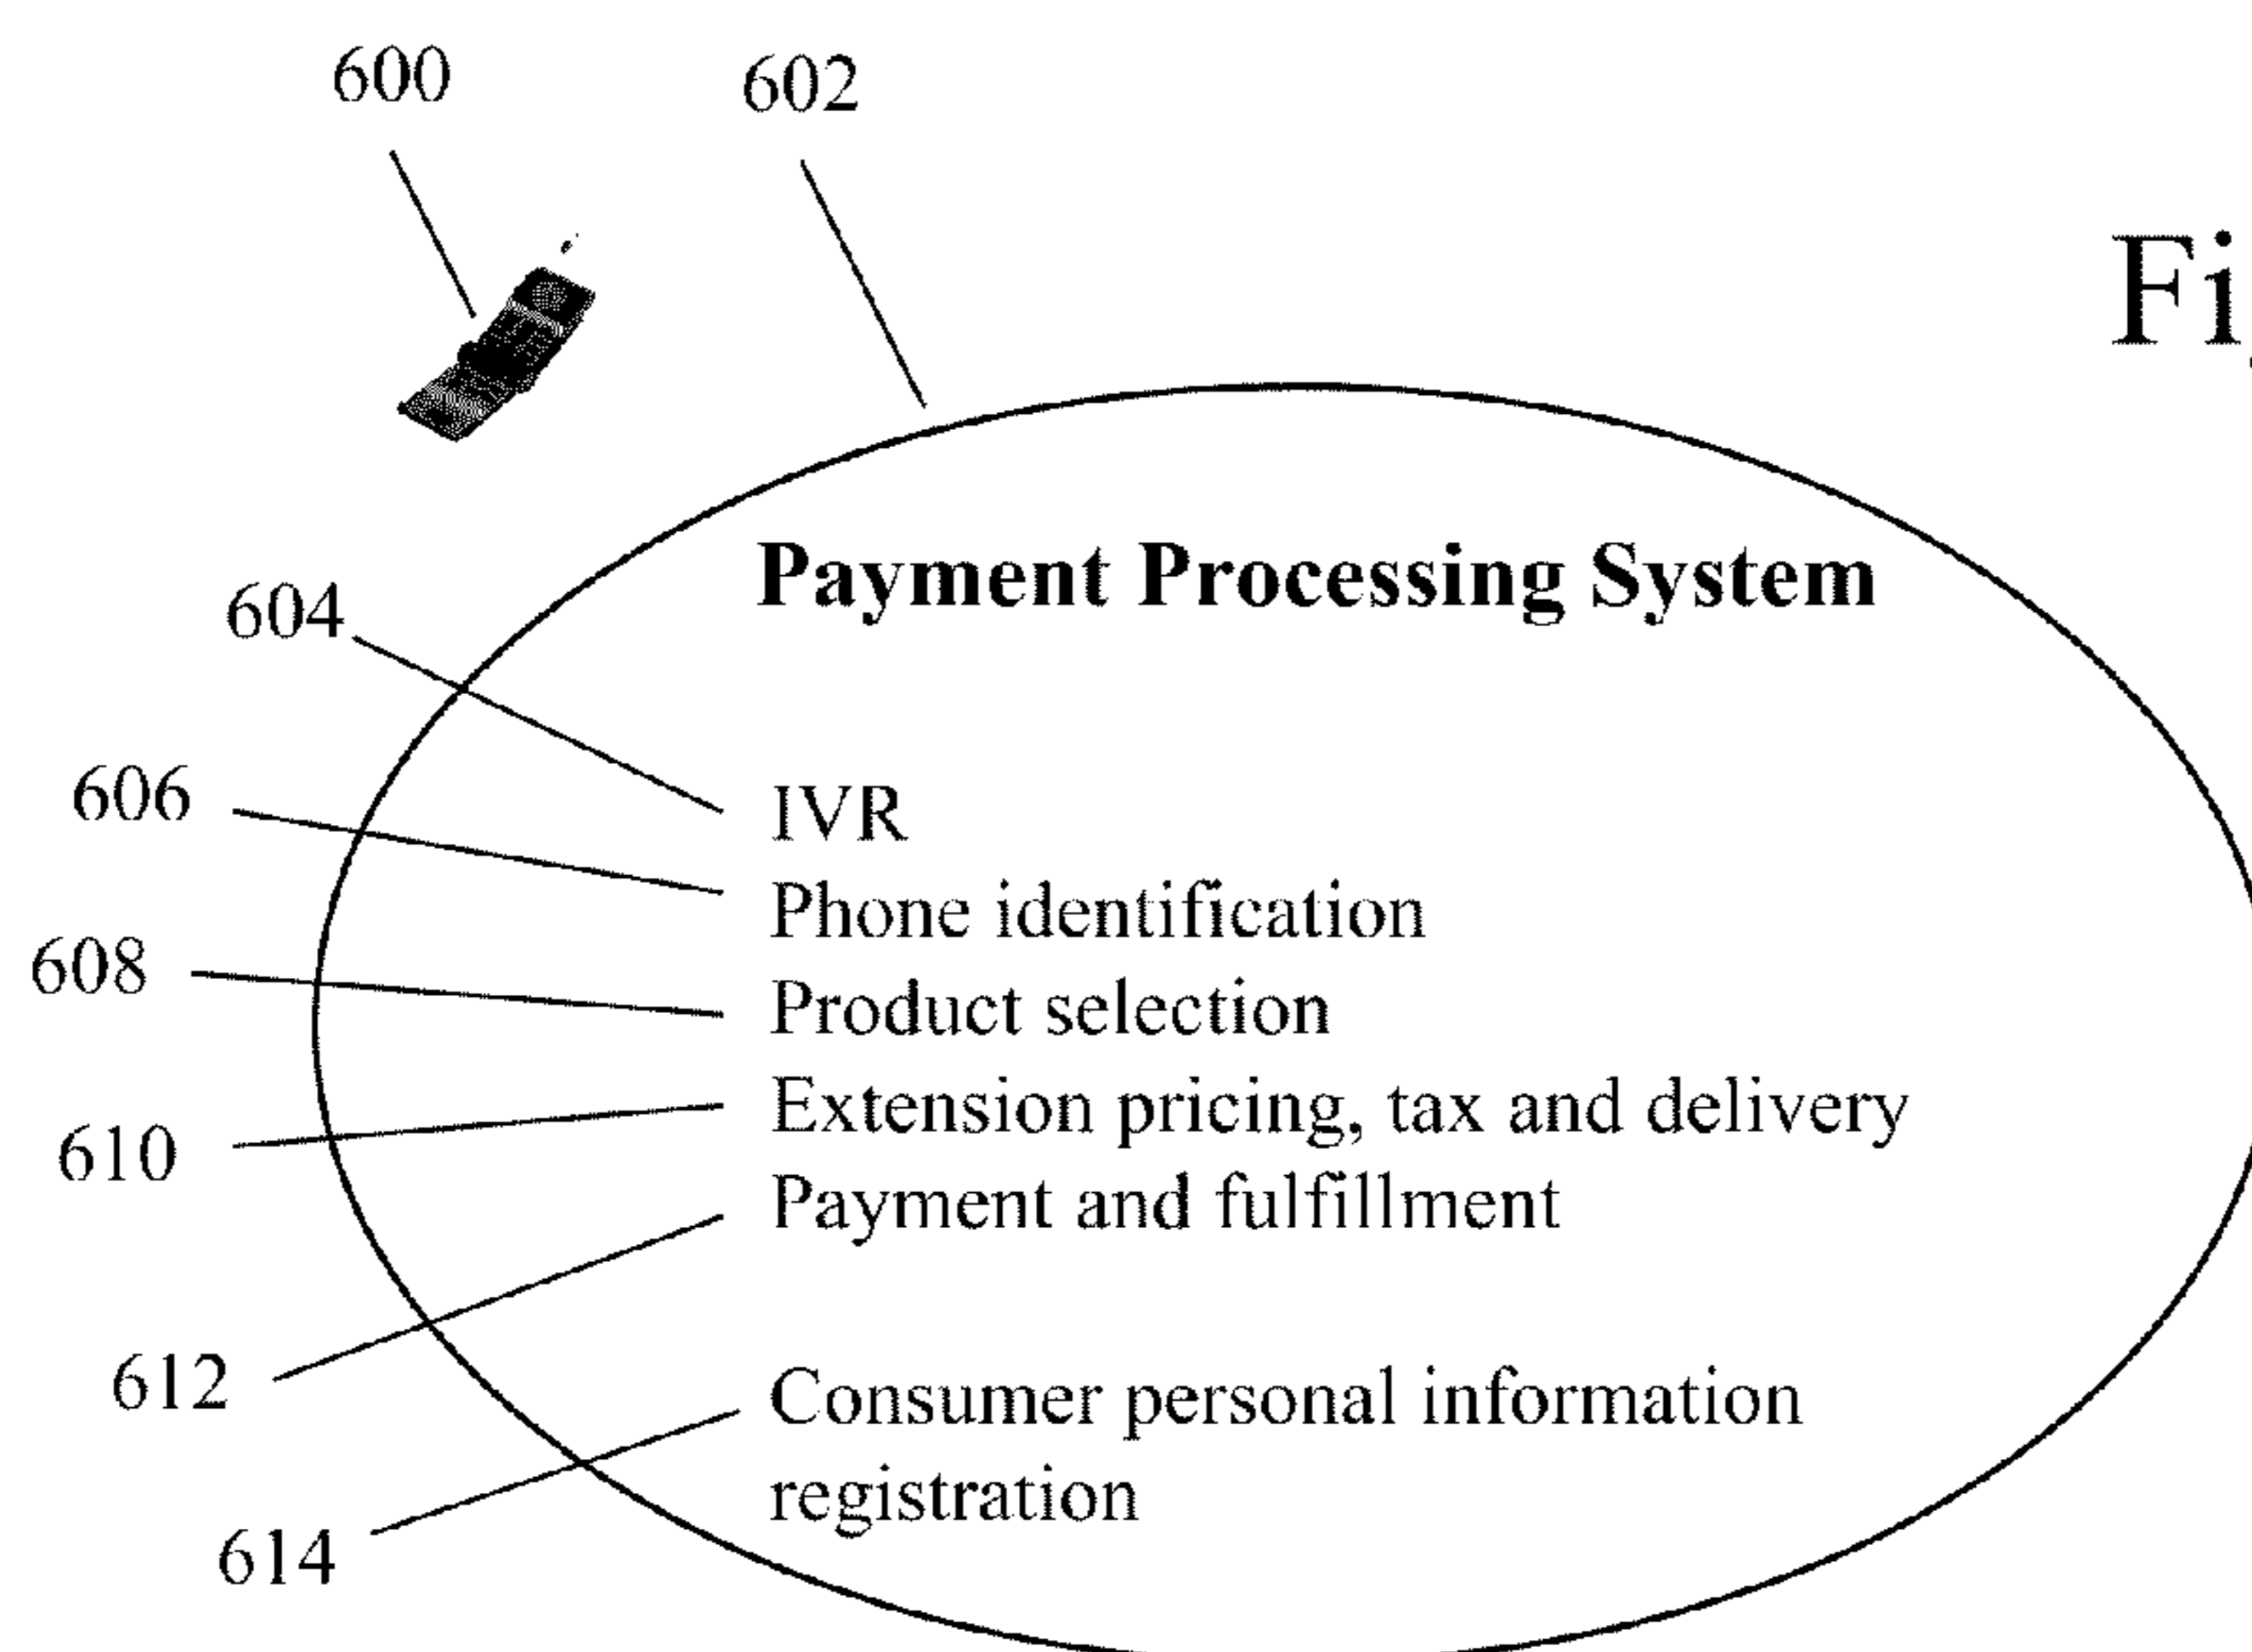 600
602
Fi
Payment Processing System
604
606
IVR
Phone identification
608
Product selection
Extension pricing, tax and delivery
610
Payment and fulfillment
612
Consumer personal information
registration
614